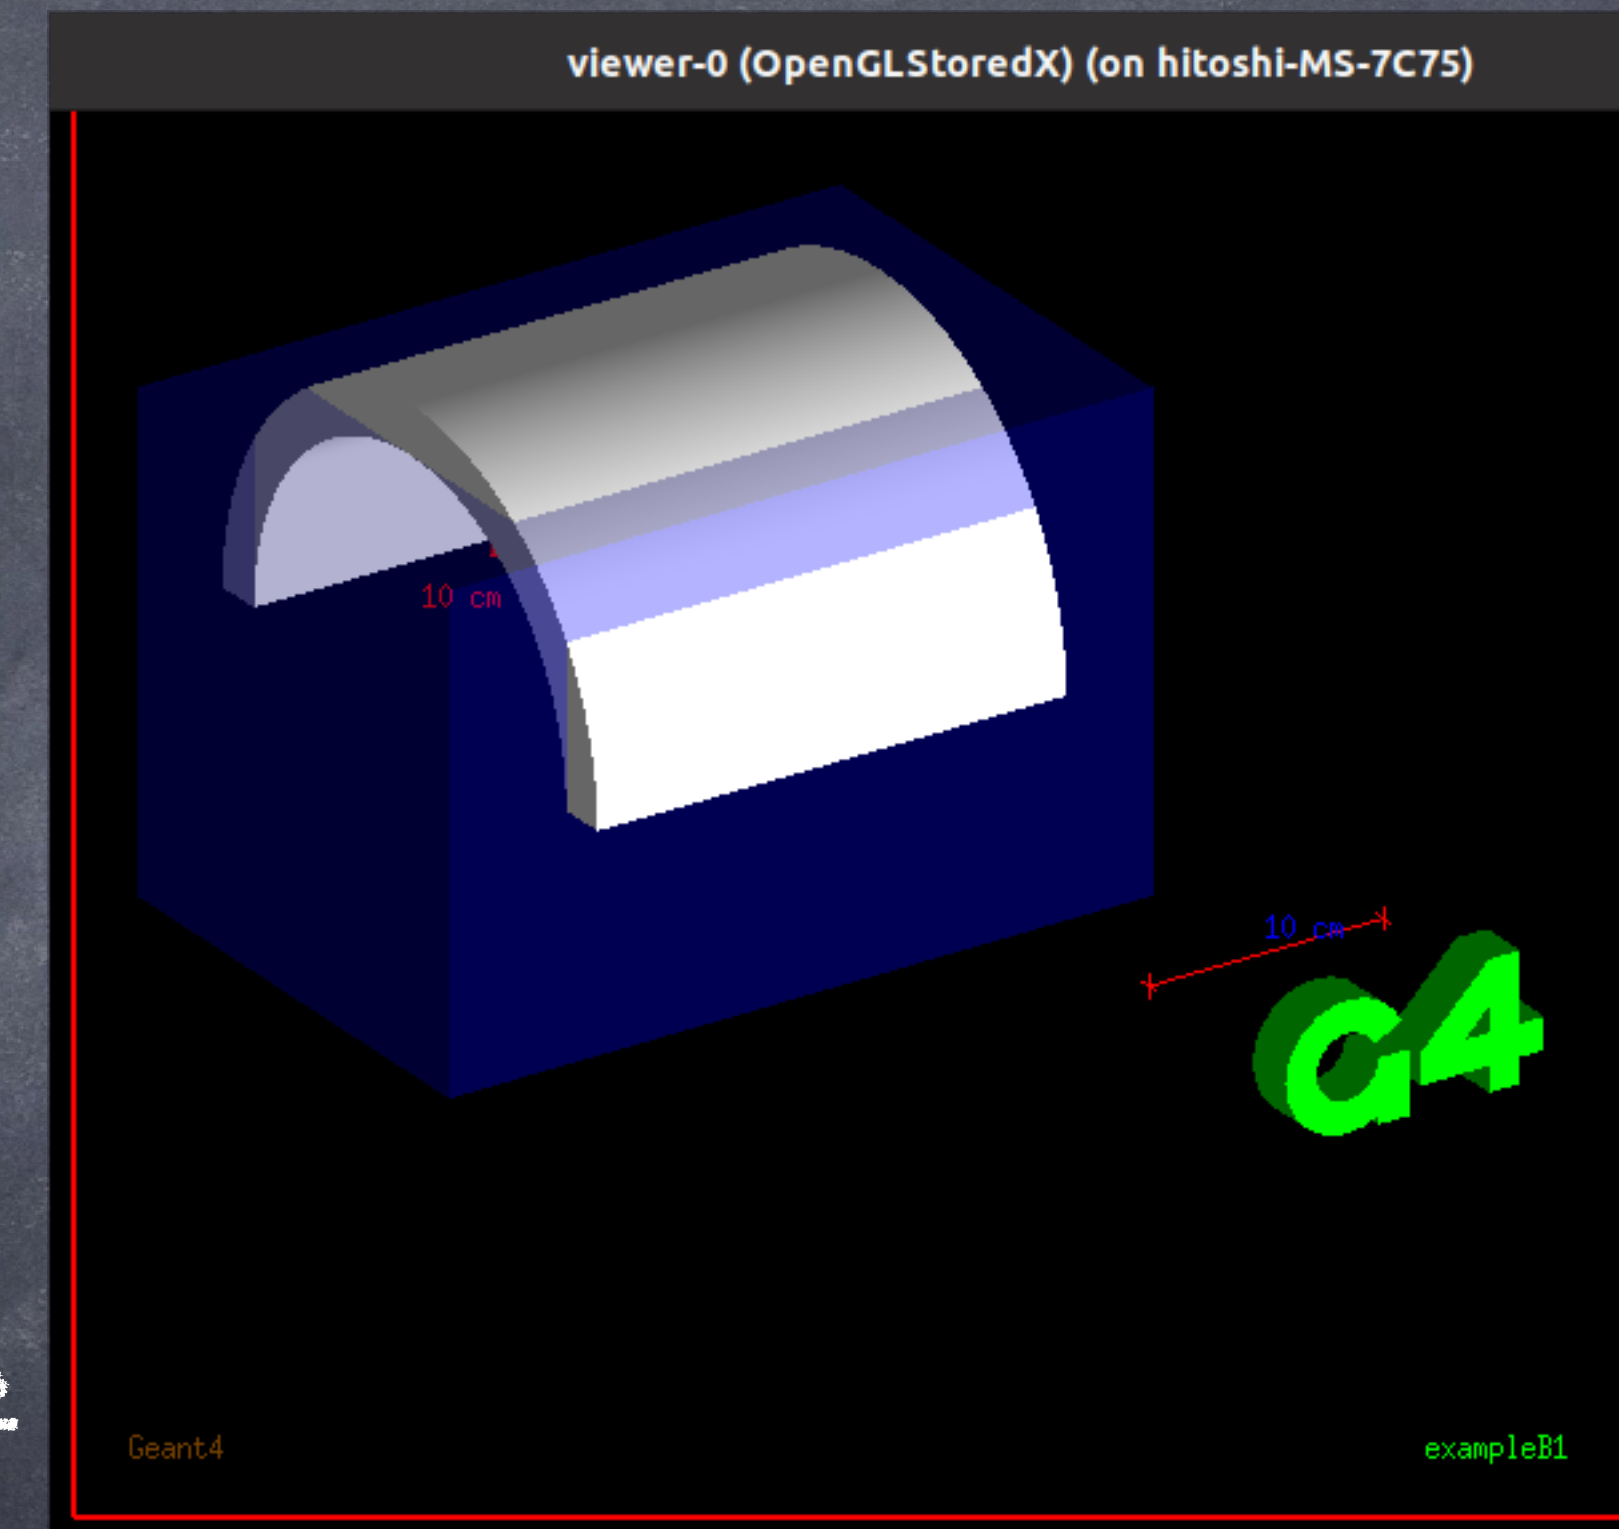 viewer-0 (OpenGLStoredX) (on hitoshi-MS-7C75)
10 cm
10 cm
G4
Geant4
exampleB1